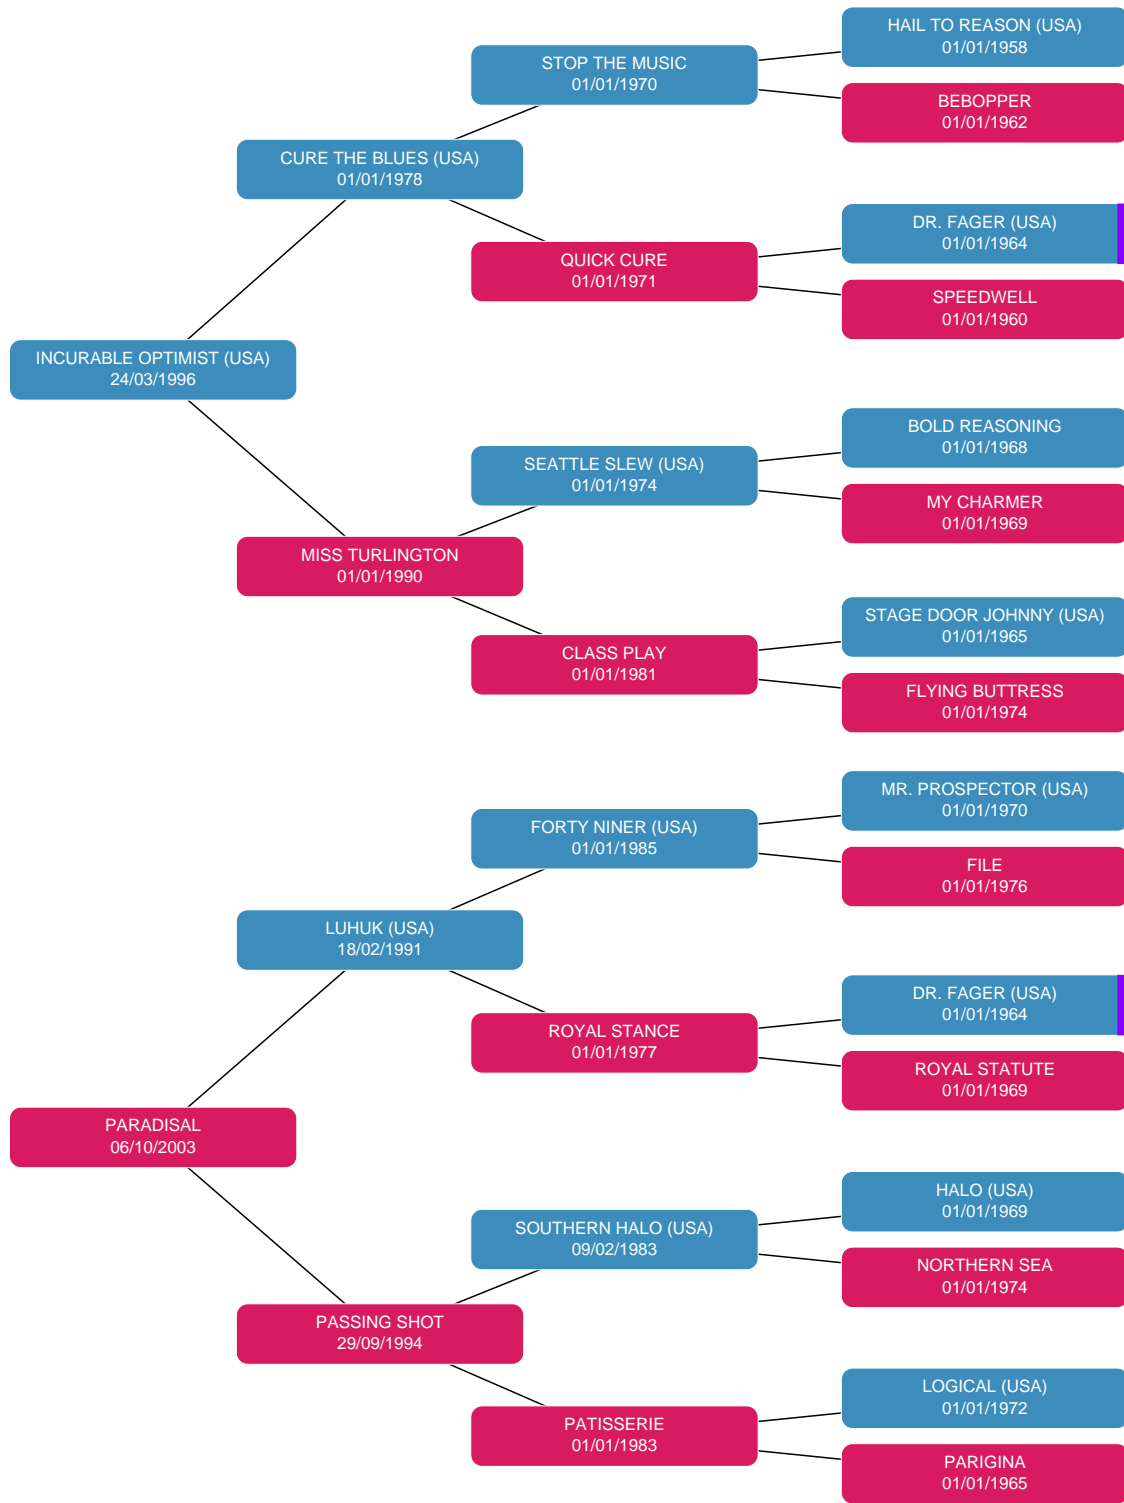 HAIL TO REASON (USA)
01/01/1958
STOP THE MUSIC
01/01/1970
BEBOPPER
01/01/1962
CURE THE BLUES (USA)
01/01/1978
DR. FAGER (USA)
01/01/1964
QUICK CURE
01/01/1971
SPEEDWELL
01/01/1960
INCURABLE OPTIMIST (USA)
24/03/1996
BOLD REASONING
01/01/1968
SEATTLE SLEW (USA)
01/01/1974
MY CHARMER
01/01/1969
MISS TURLINGTON
01/01/1990
STAGE DOOR JOHNNY (USA)
01/01/1965
CLASS PLAY
01/01/1981
FLYING BUTTRESS
01/01/1974
MR. PROSPECTOR (USA)
01/01/1970
FORTY NINER (USA)
01/01/1985
FILE
01/01/1976
LUHUK (USA)
18/02/1991
DR. FAGER (USA)
01/01/1964
ROYAL STANCE
01/01/1977
ROYAL STATUTE
01/01/1969
PARADISAL
06/10/2003
HALO (USA)
01/01/1969
SOUTHERN HALO (USA)
09/02/1983
NORTHERN SEA
01/01/1974
PASSING SHOT
29/09/1994
LOGICAL (USA)
01/01/1972
PATISSERIE
01/01/1983
PARIGINA
01/01/1965